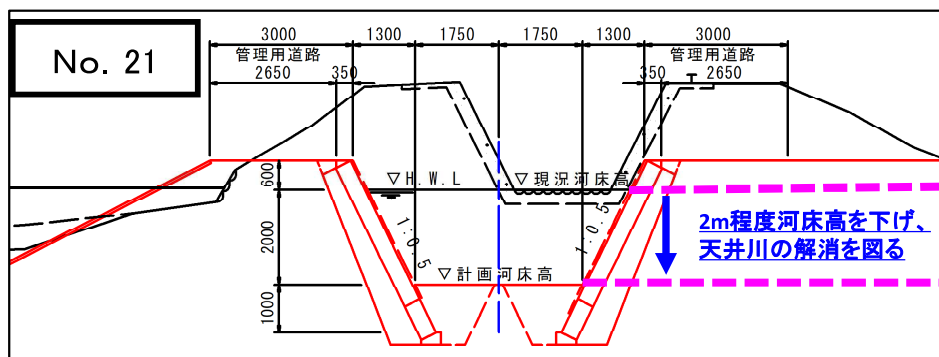 No. 21
3000 1300 1750 1750 1300 3000
管理用道路 管理用道路
2650 350 350 2650
600
▽H.W.L ▽現況河床高
2000
1:0.5 1:0.5
2m程度河床高を下げ、
天井川の解消を図る
▽計画河床高
1000